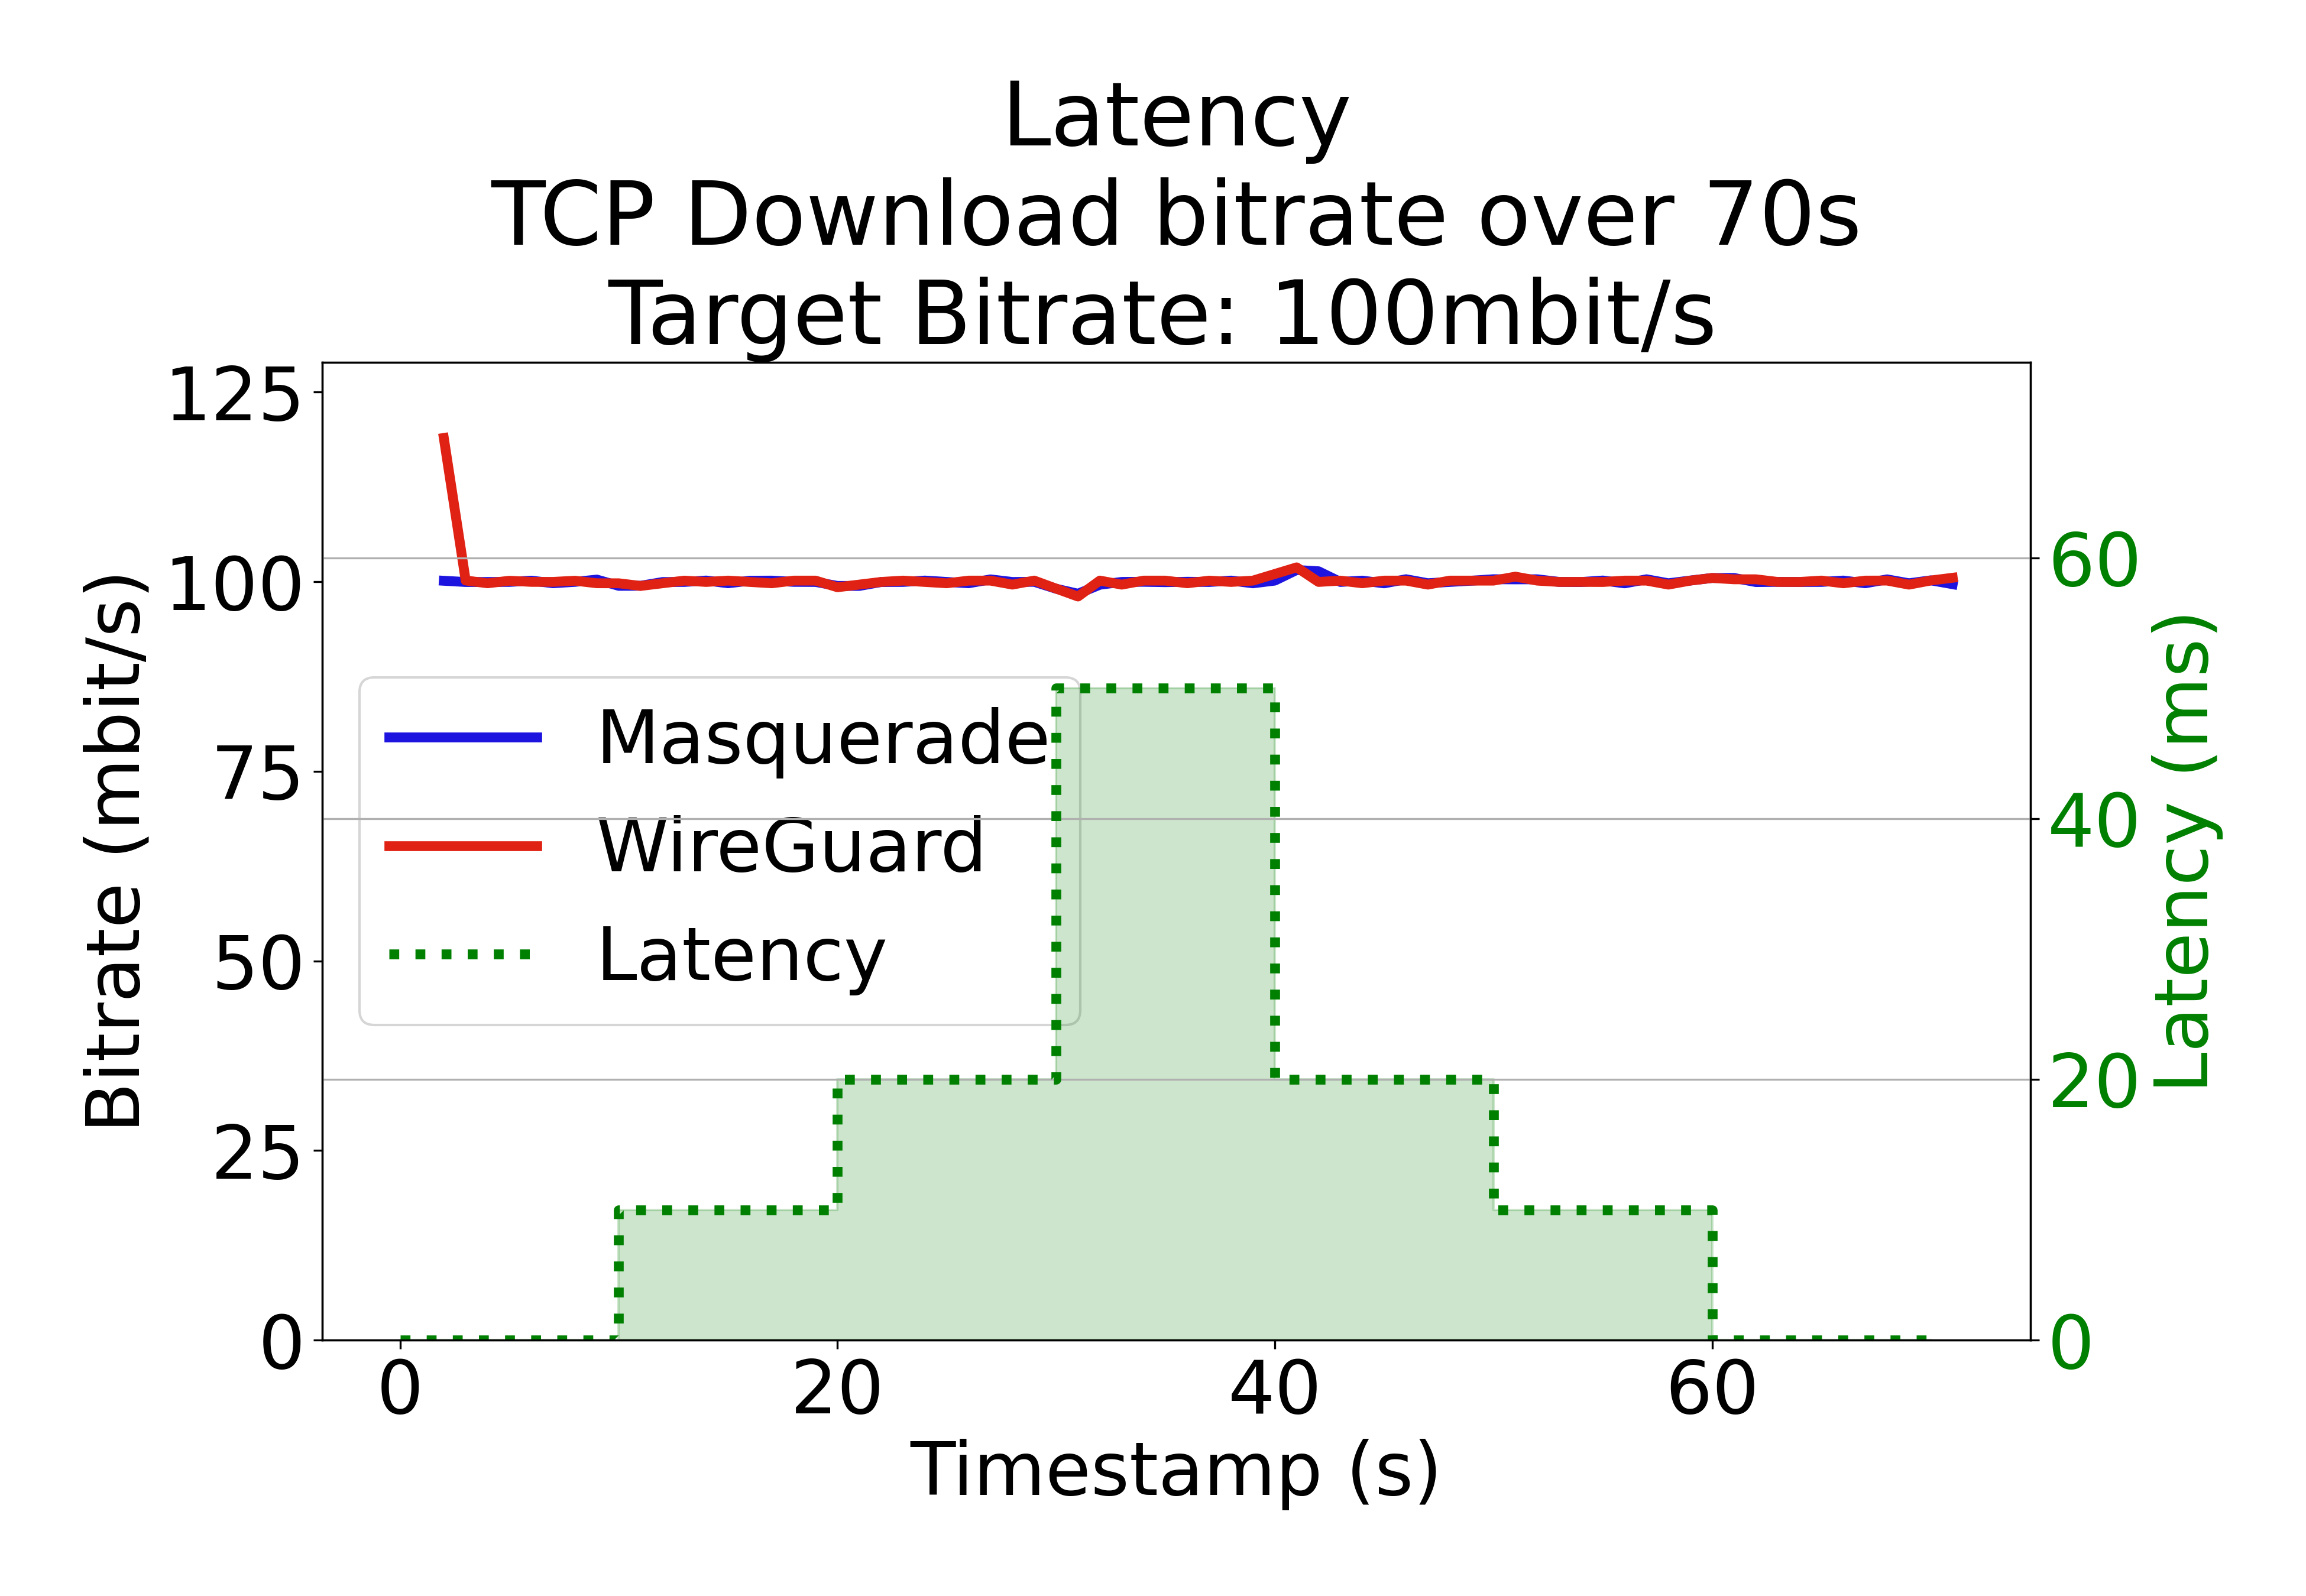 Latency
TCP Download bitrate over 70s
Target Bitrate: 100mbit/s
Bitrate (mbit/s)
125
100
75
50
25
0
Masquerade
WireGuard
Latency
60
40
20
0
Latency (ms)
0 20 40 60
Timestamp (s)